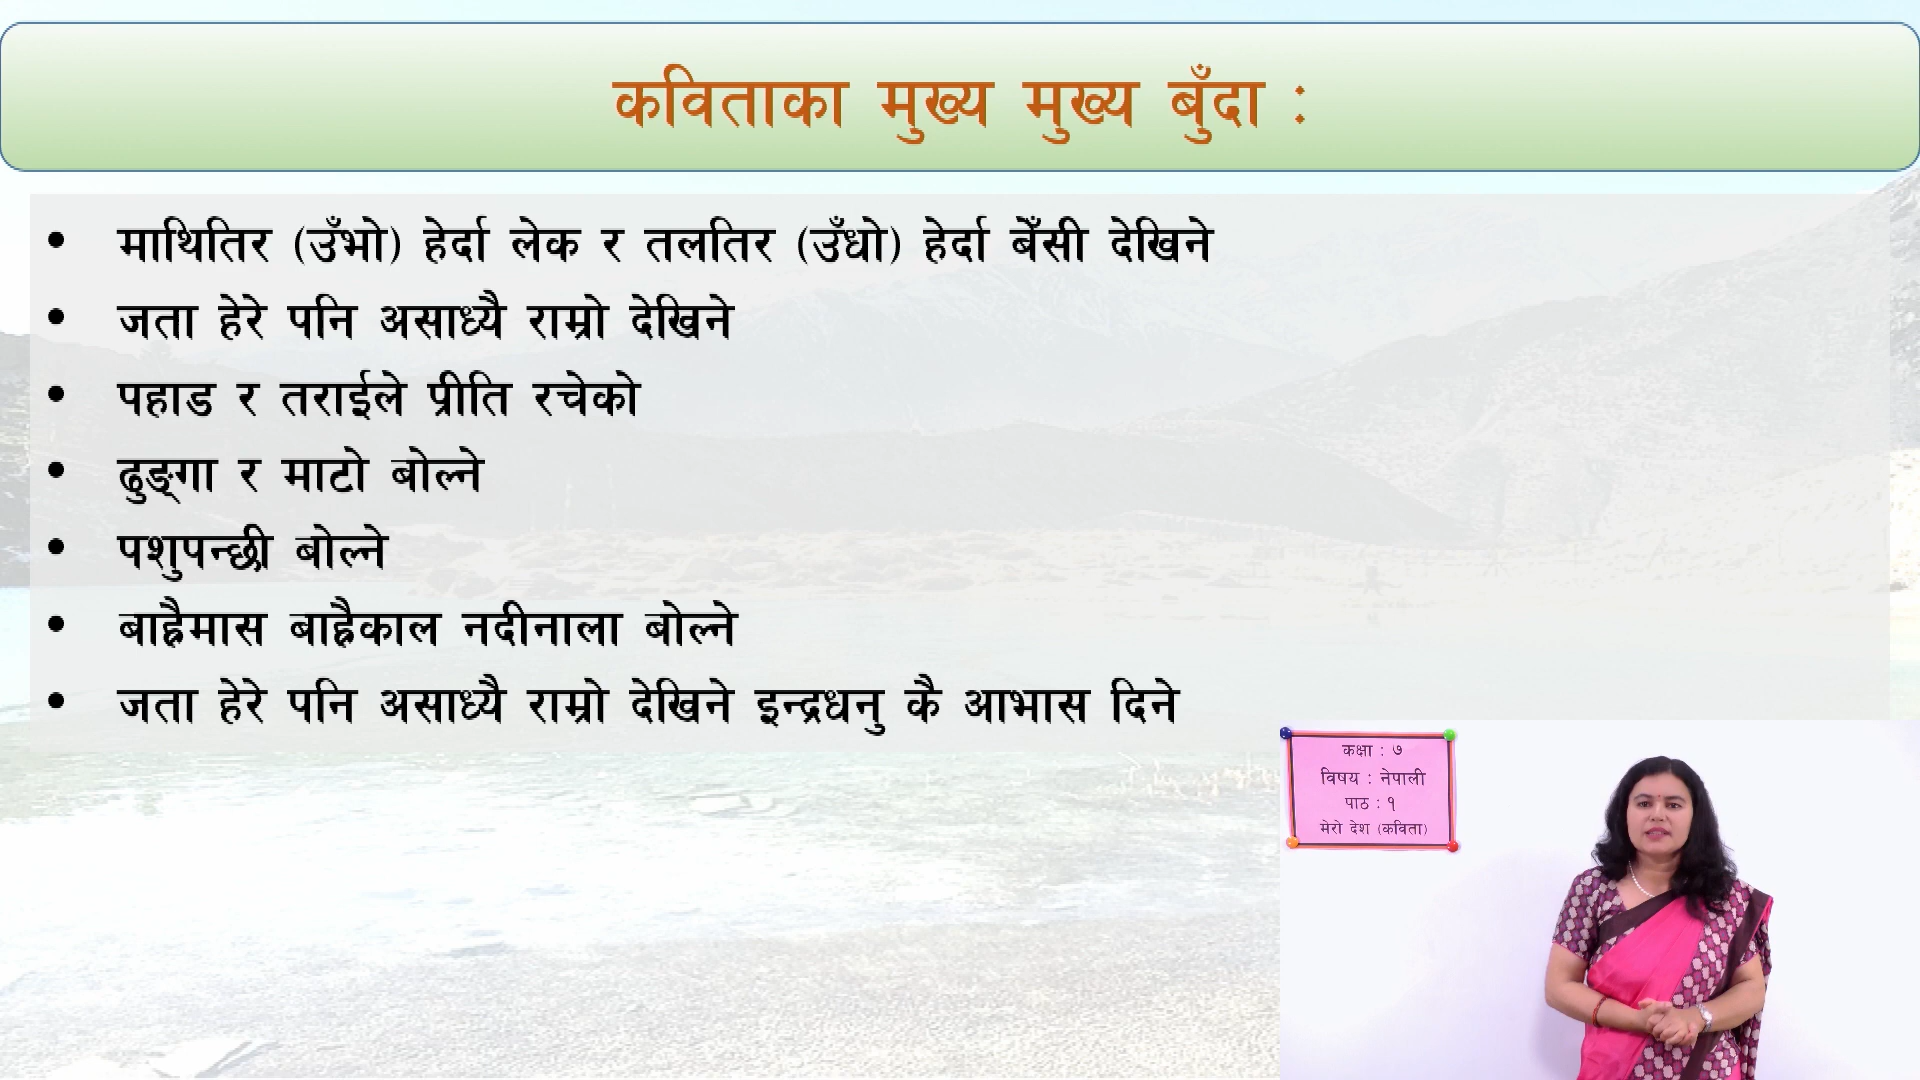 कविताका मुख्य मुख्य बुँदा :
• माथितिर (उँभो) हेर्दा लेक र तलतिर (उँधो) हेर्दा बेँसी देखिने
• जता हेरे पनि असाध्यै राम्रो देखिने
• पहाड र तराईले प्रीति रचेको
• ढुङ्गा र माटो बोल्ने
• पशुपन्छी बोल्ने
• बाह्रैमास बाह्रैकाल नदीनाला बोल्ने
• जता हेरे पनि असाध्यै राम्रो देखिने इन्द्रधनु कै आभास दिने
कक्षा : ७
विषय : नेपाली
पाठ : १
मेरो देश (कविता)